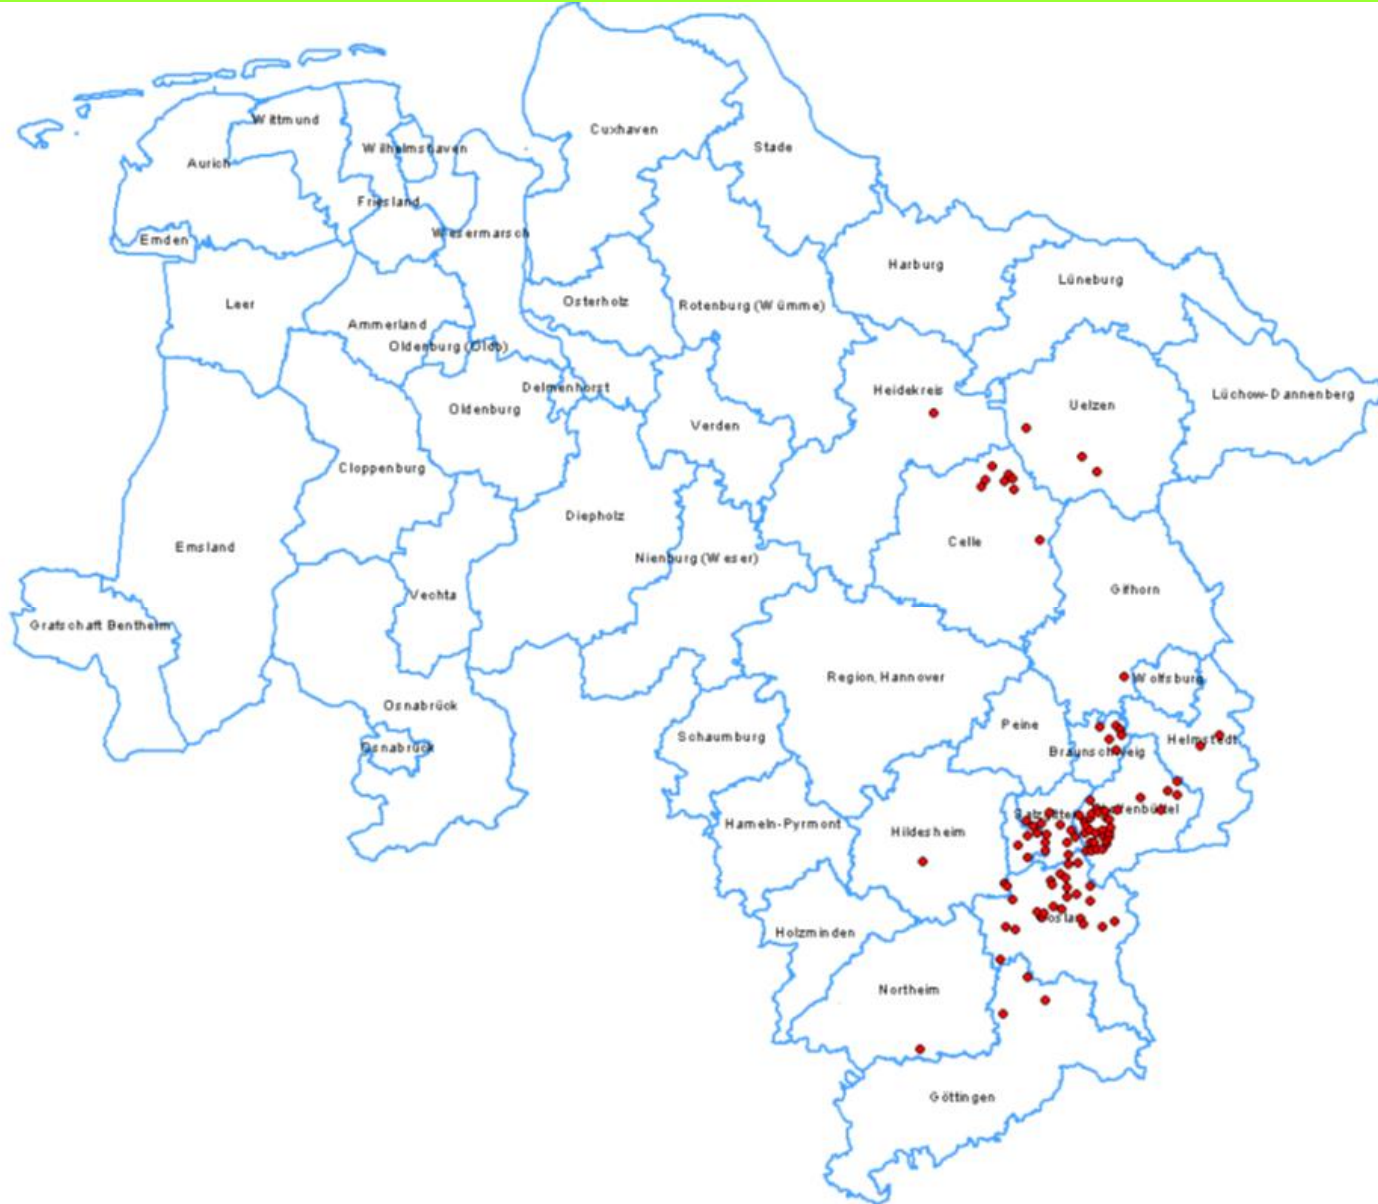 Wittmund
Cuxhaven
Wilhelmshaven
Stade
Aurich
Friesland
Wesermarsch
Emden
Harburg
Lüneburg
Leer
Osterholz
Rotenburg (Wümme)
Ammerland
Oldenburg (Oldb)
Delmenhorst
Heidekreis
Lüchow-Dannenberg
Oldenburg
Uelzen
Verden
Cloppenburg
Diepholz
Celle
Emsland
Nienburg (Weser)
Gifhorn
Vechta
Grafschaft Bentheim
Region, Hannover
Wolfsburg
Osnabrück
Peine
Schaumburg
Helmstedt
Osnabrück
Braunschweig
Salzgitter
Wolfenbüttel
Hameln-Pyrmont
Hildesheim
Goslar
Holzminden
Northeim
Göttingen